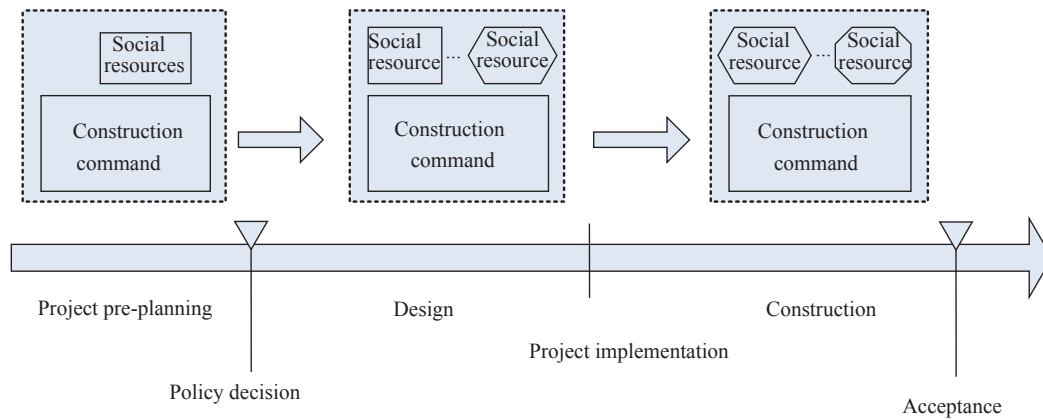 Social
resources
Construction
command
Social
resource
...
Social
resource
Construction
command
Social
resource
...
Social
resource
Construction
command
Project pre-planning
Design
Construction
Project implementation
Policy decision
Acceptance